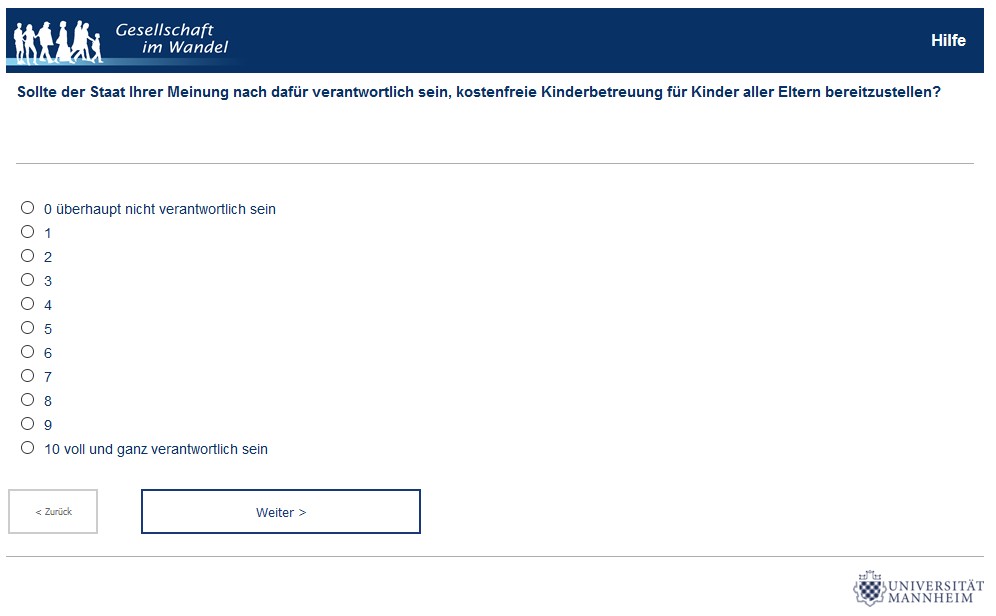 Gesellschaft
im Wandel
Hilfe
Sollte der Staat Ihrer Meinung nach dafür verantwortlich sein, kostenfreie Kinderbetreuung für Kinder aller Eltern bereitzustellen?
0 überhaupt nicht verantwortlich sein
1
2
3
4
5
6
7
8
9
10 voll und ganz verantwortlich sein
< Zurück
Weiter >
UNIVERSITÄT
MANNHEIM